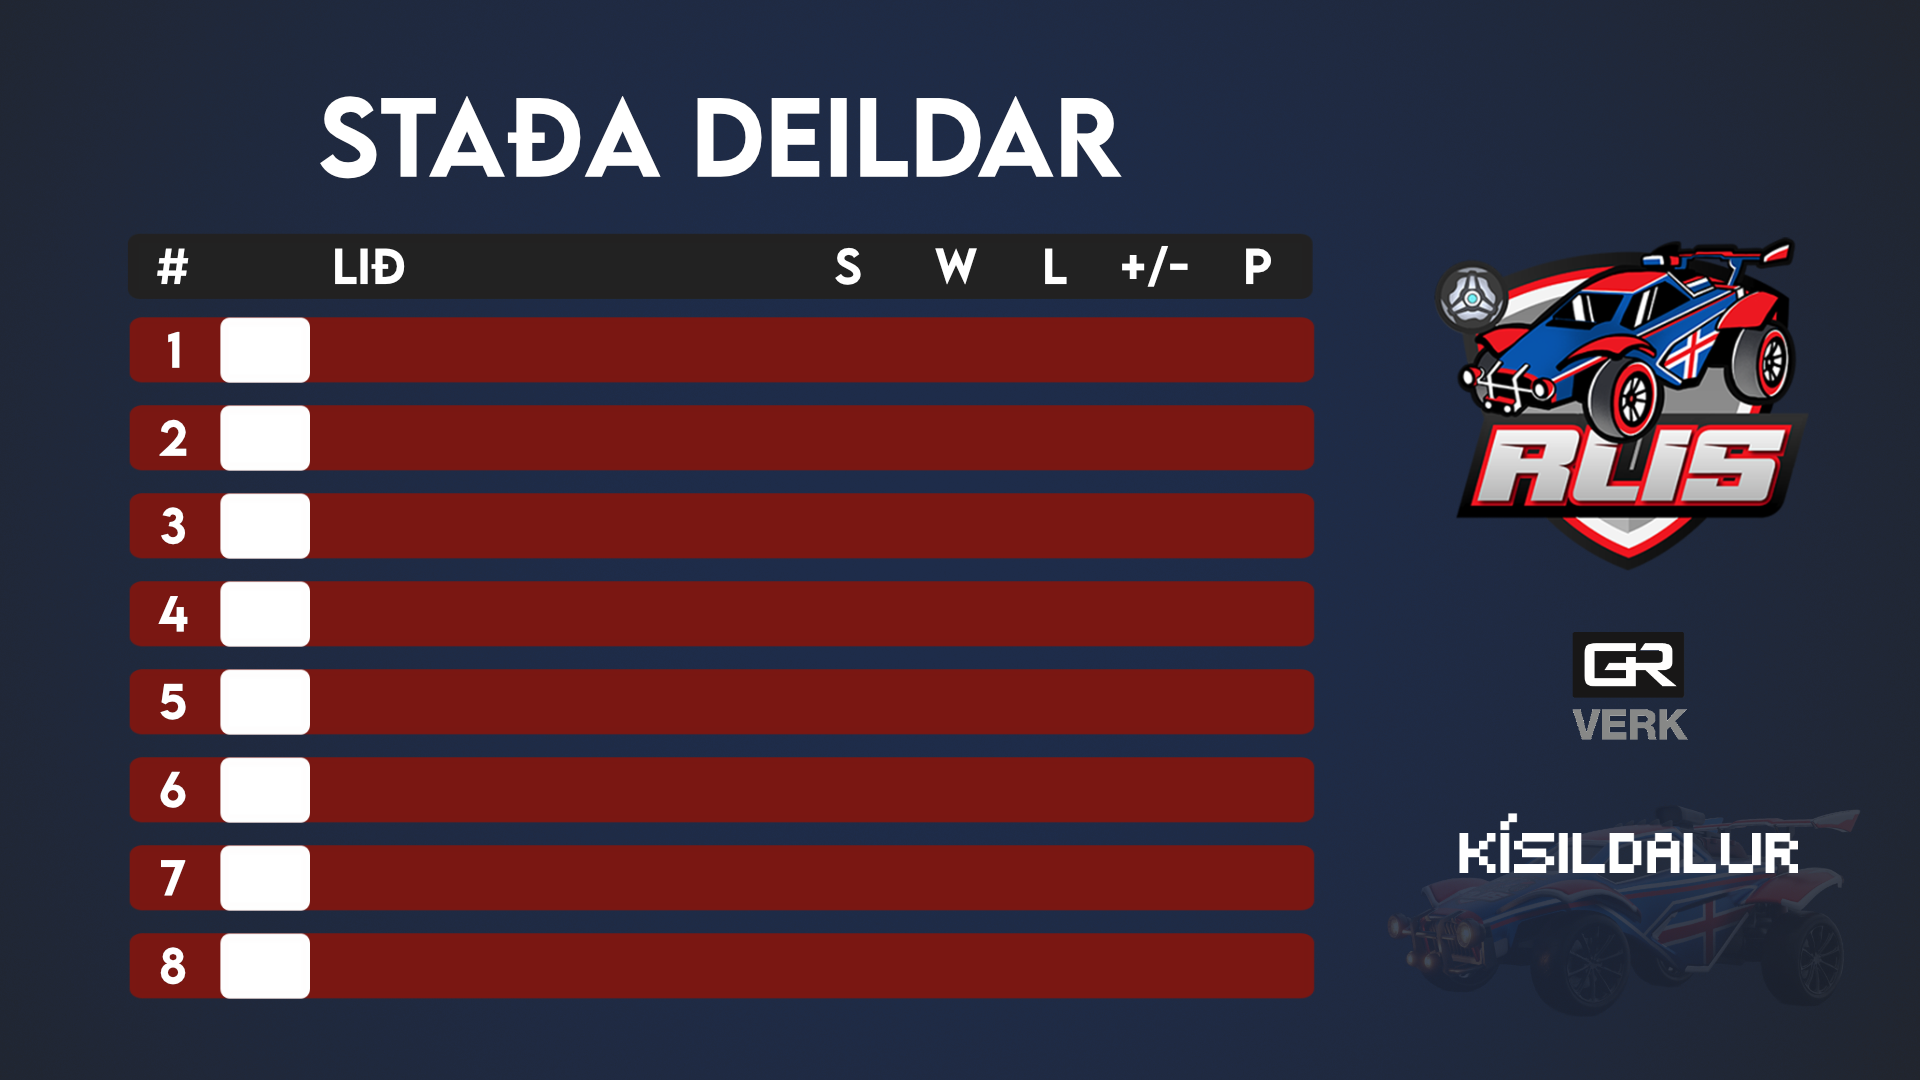 STAÐA DEILDAR
# LIÐ S W L +/- P
1
2
3
4
5
6
7
8
RLIS
GR
VERK
KÍSILDALUR